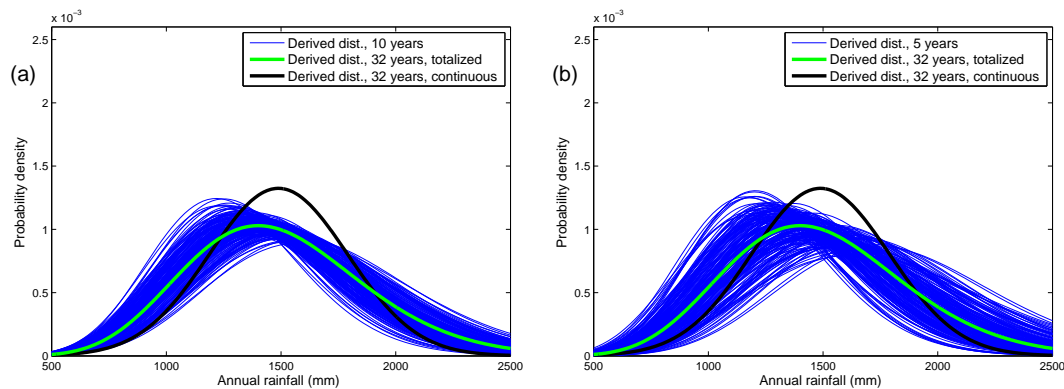 x 10⁻³
2.5
2
1.5
1
0.5
0
500
1000
1500
2000
2500
Annual rainfall (mm)
Probability density
(a)
Derived dist., 10 years
Derived dist., 32 years, totalized
Derived dist., 32 years, continuous
x 10⁻³
2.5
2
1.5
1
0.5
0
500
1000
1500
2000
2500
Annual rainfall (mm)
Probability density
(b)
Derived dist., 5 years
Derived dist., 32 years, totalized
Derived dist., 32 years, continuous